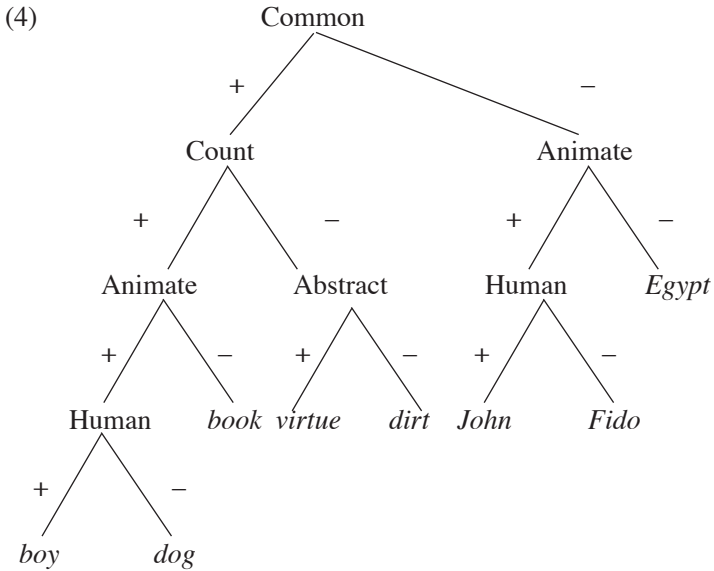 (4) Common
+ –
Count Animate
+ – + –
Animate Abstract Human Egypt
+ – + – + –
Human book virtue dirt John Fido
+ –
boy dog